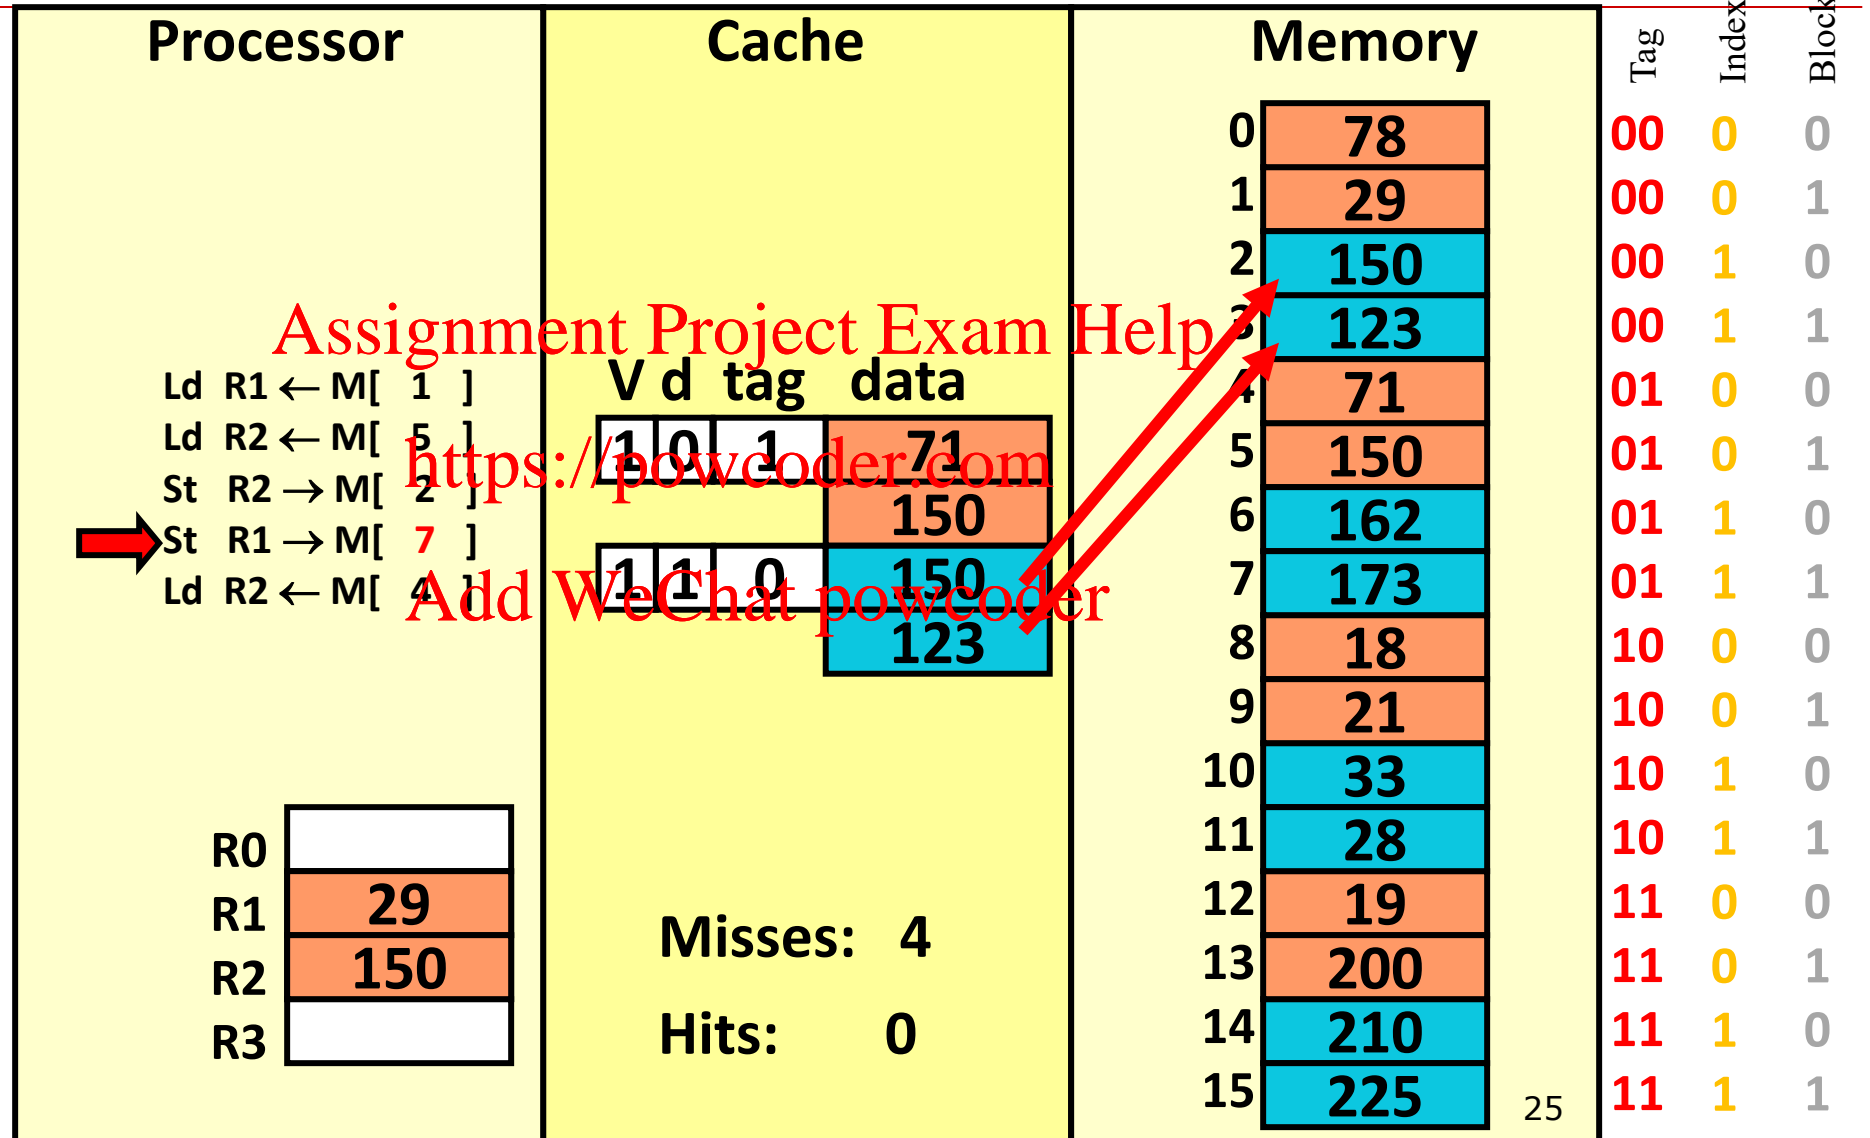 Processor
Cache
Memory
Tag
Index
Block
Assignment Project Exam Help
https://powcoder.com
Add WeChat powcoder
Ld R1 ← M[ 1 ]
Ld R2 ← M[ 5 ]
St R2 → M[ 2 ]
St R1 → M[ 7 ]
Ld R2 ← M[ 4 ]
R0
R1 29
R2 150
R3
V d tag data
1 0 1 71
150
1 1 0 150
123
Misses: 4
Hits: 0
0 78 00 0 0
1 29 00 0 1
2 150 00 1 0
3 123 00 1 1
4 71 01 0 0
5 150 01 0 1
6 162 01 1 0
7 173 01 1 1
8 18 10 0 0
9 21 10 0 1
10 33 10 1 0
11 28 10 1 1
12 19 11 0 0
13 200 11 0 1
14 210 11 1 0
15 225 11 1 1
25